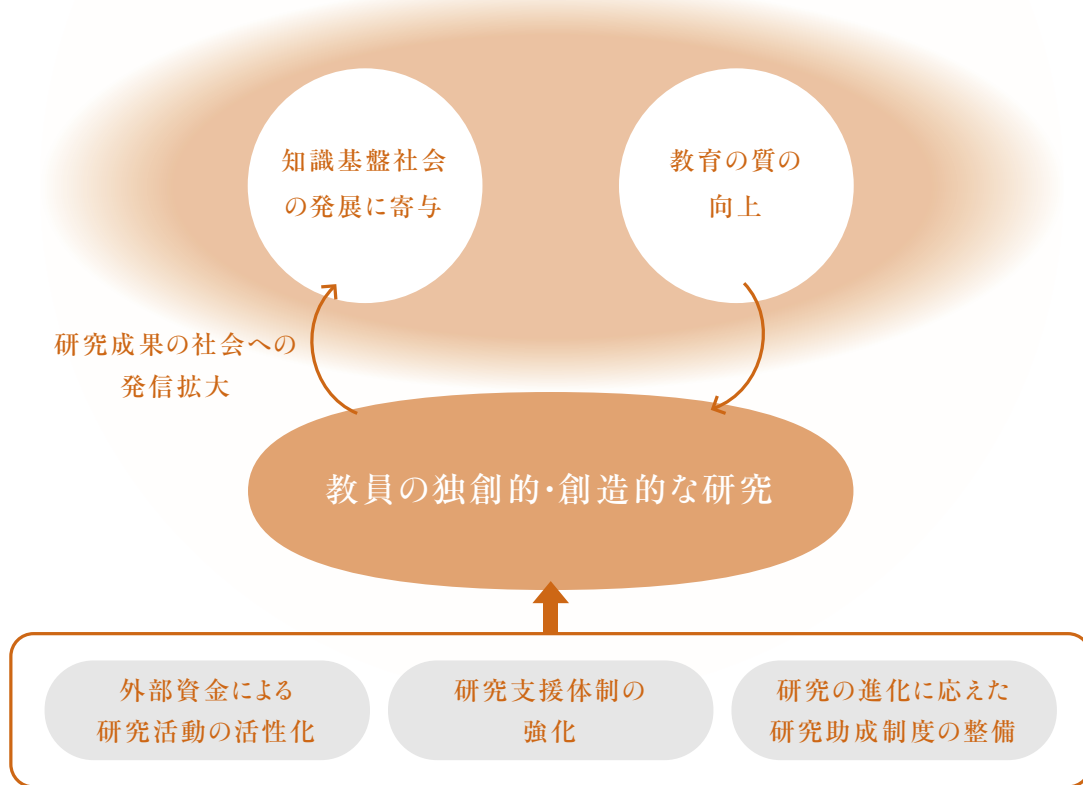 知識基盤社会
の発展に寄与
教育の質の
向上
研究成果の社会への
発信拡大
教員の独創的・創造的な研究
外部資金による
研究活動の活性化
研究支援体制の
強化
研究の進化に応えた
研究助成制度の整備